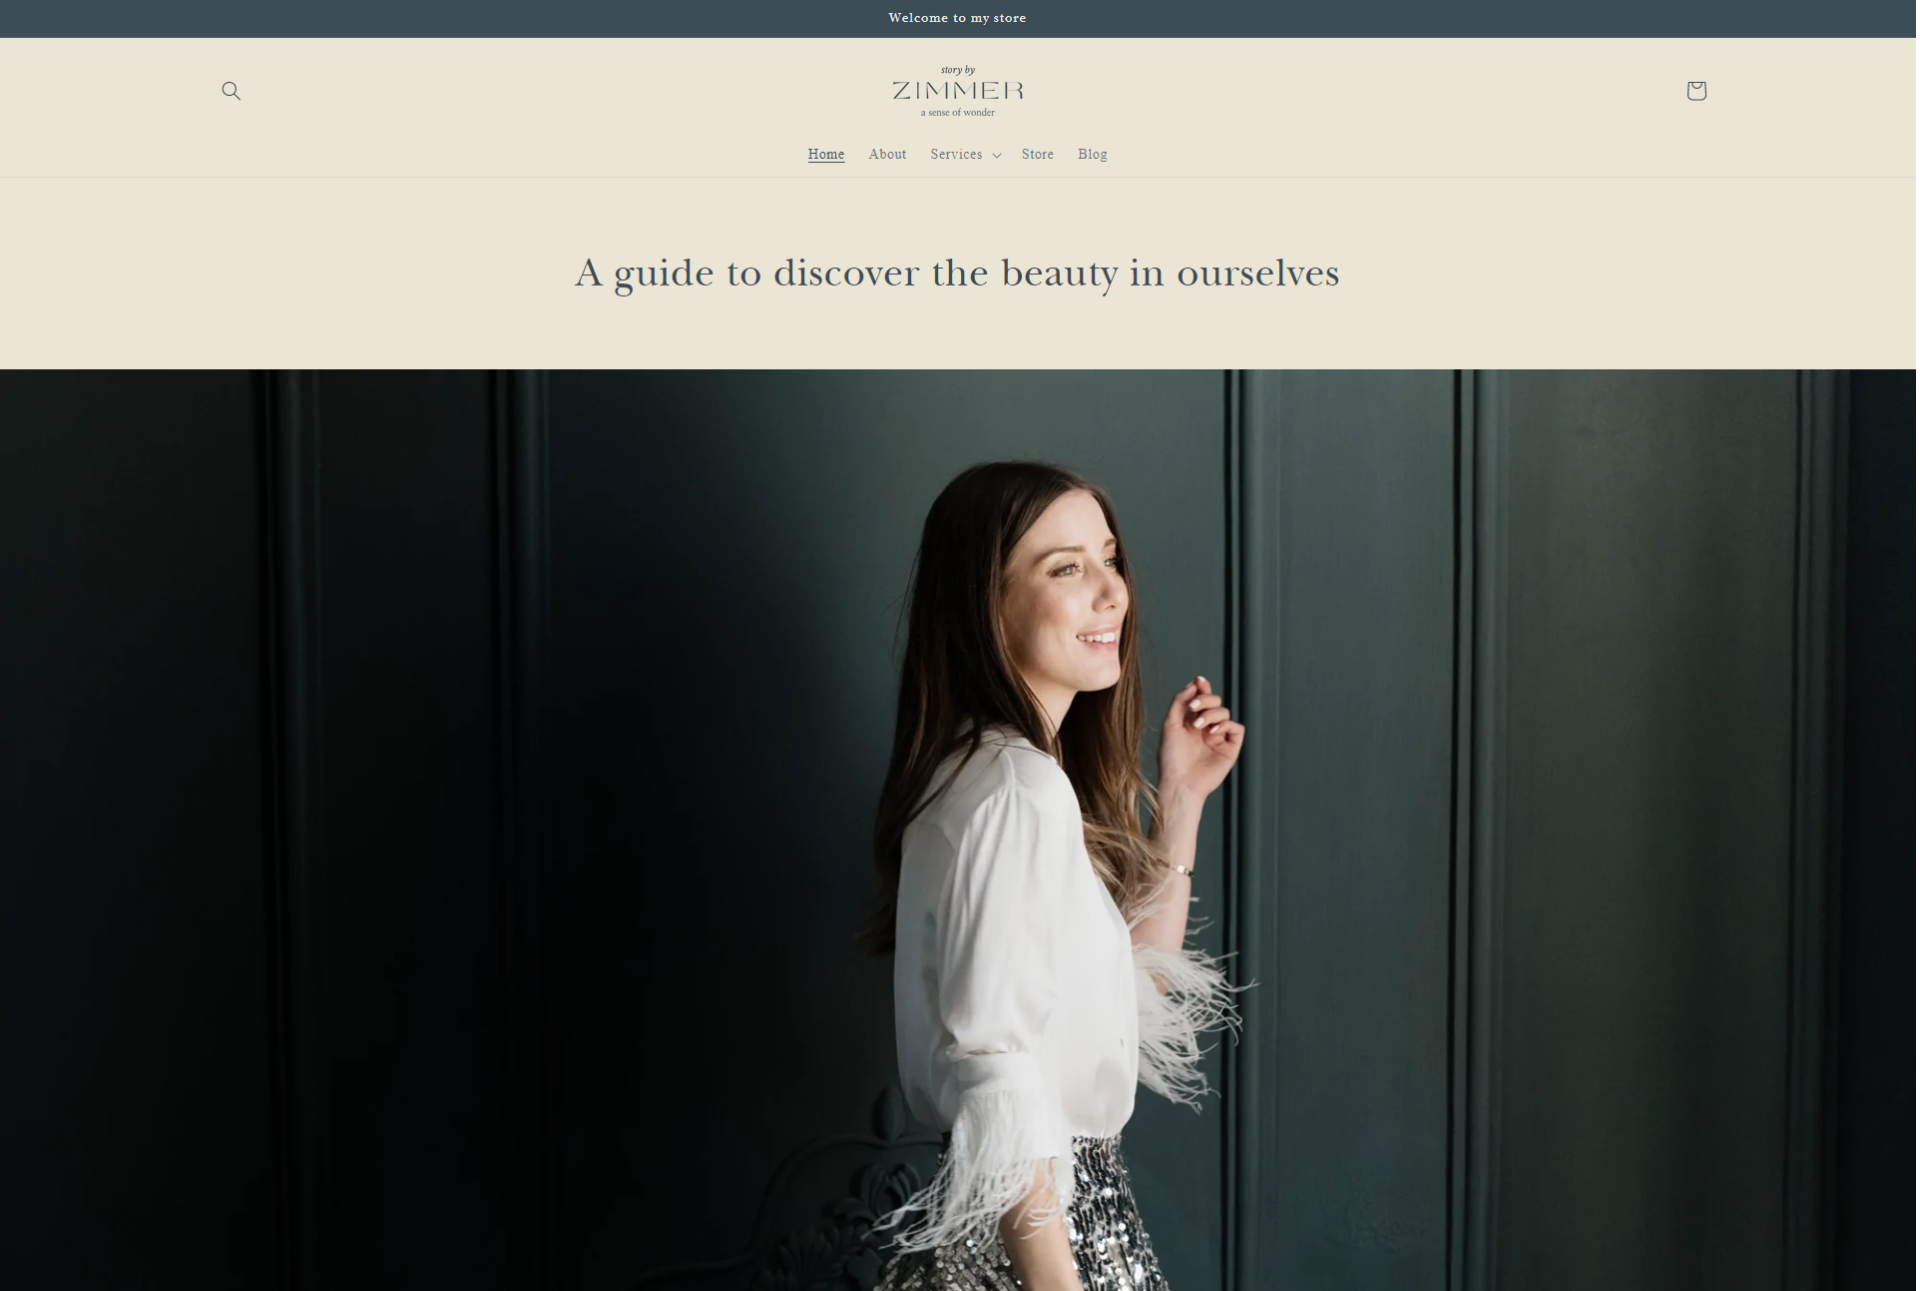 Welcome to my store
story by
ZIMMER
a sense of wonder
Home About Services Store Blog
A guide to discover the beauty in ourselves